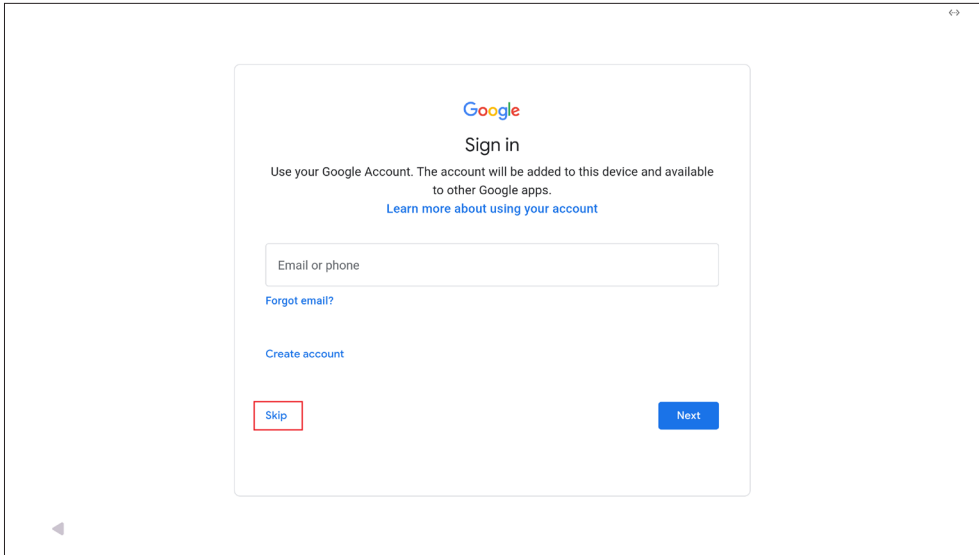 Google
Sign in
Use your Google Account. The account will be added to this device and available
to other Google apps.
Learn more about using your account
Email or phone
Forgot email?
Create account
Skip
Next